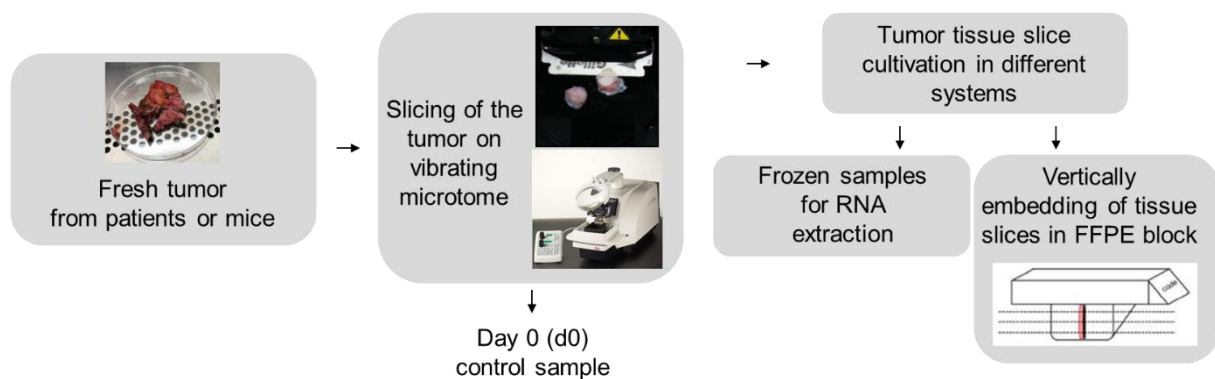 Fresh tumor
from patients or mice
Slicing of the
tumor on
vibrating
microtome
Gillette
Day 0 (d0)
control sample
Tumor tissue slice
cultivation in different
systems
Frozen samples
for RNA
extraction
Vertically
embedding of tissue
slices in FFPE block
code